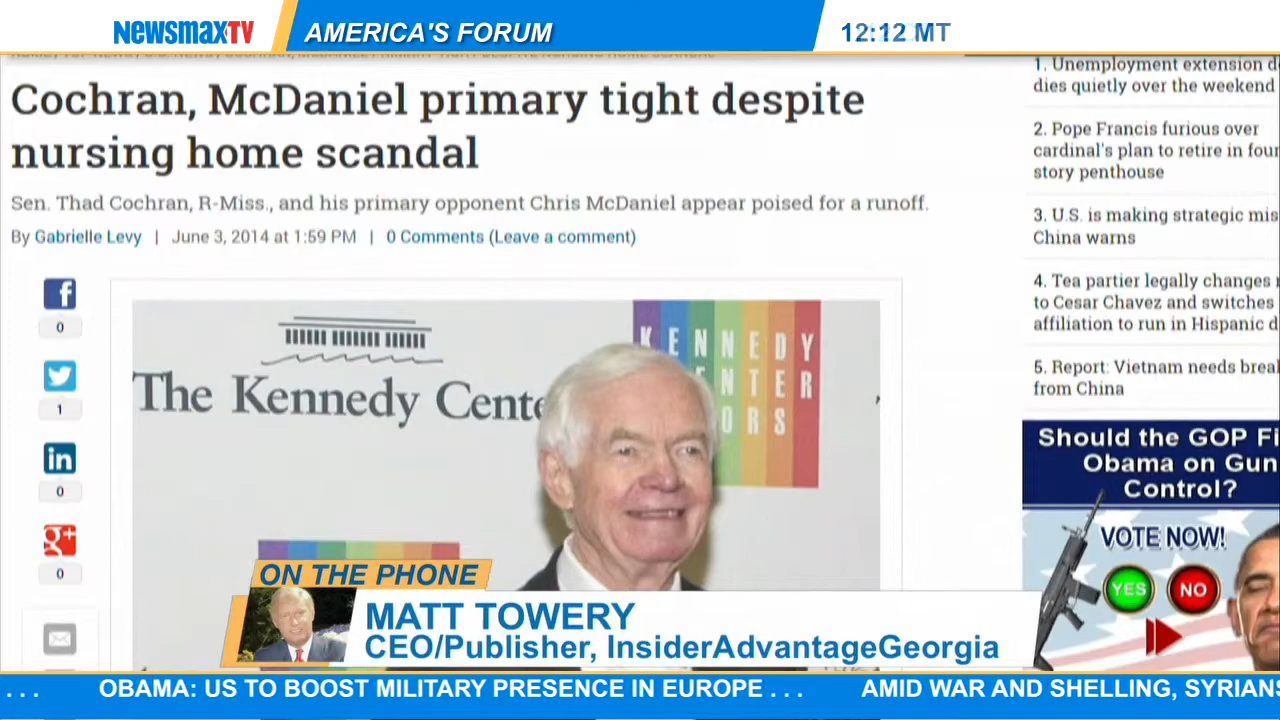 NewsmaxTV
AMERICA'S FORUM
12:12 MT
Cochran, McDaniel primary tight despite
nursing home scandal
Sen. Thad Cochran, R-Miss., and his primary opponent Chris McDaniel appear poised for a runoff.
By Gabrielle Levy | June 3, 2014 at 1:59 PM | 0 Comments (Leave a comment)
0
1
0
0
The Kennedy Cente
KENNEDY
NTER
ORS
1. Unemployment extension
dies quietly over the weekend
2. Pope Francis furious over
cardinal's plan to retire in four
story penthouse
3. U.S. is making strategic mis
China warns
4. Tea partier legally changes
to Cesar Chavez and switches
affiliation to run in Hispanic d
5. Report: Vietnam needs brea
from China
Should the GOP Fi
Obama on Gun
Control?
VOTE NOW!
YES
NO
ON THE PHONE
MATT TOWERY
CEO/Publisher, InsiderAdvantageGeorgia
. . . OBAMA: US TO BOOST MILITARY PRESENCE IN EUROPE . . . AMID WAR AND SHELLING, SYRIANS